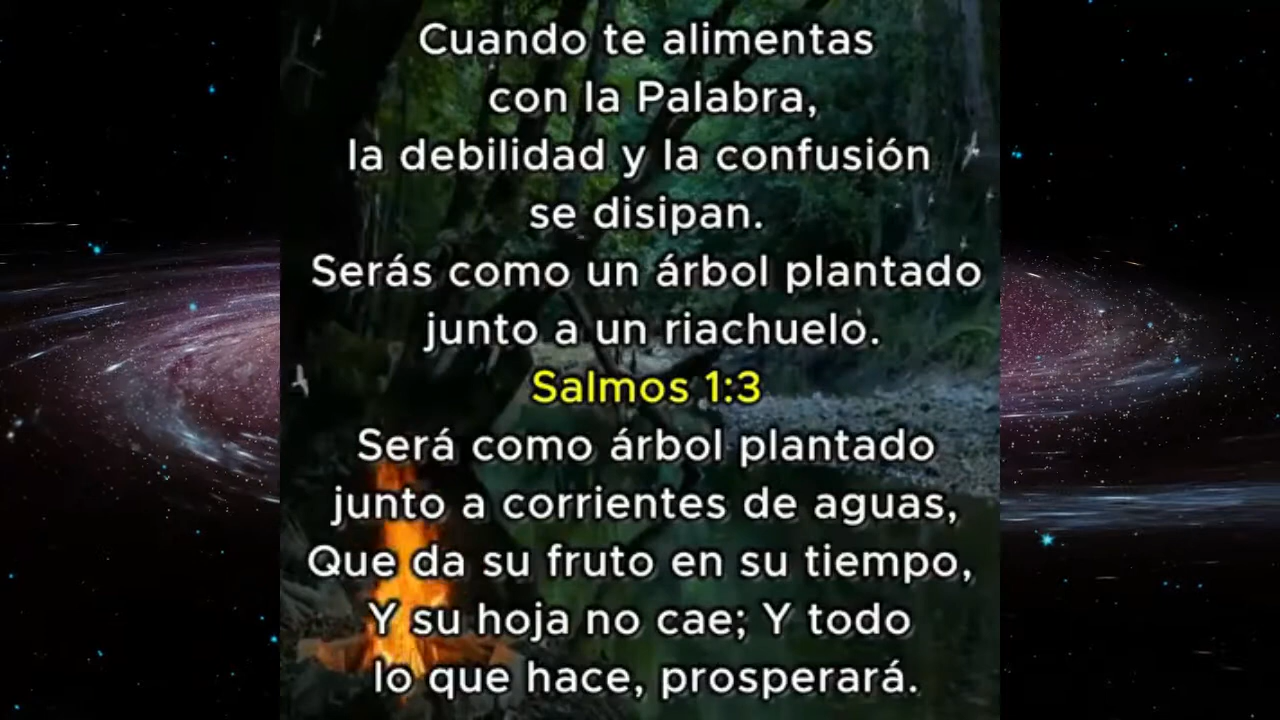 Cuando te alimentas
con la Palabra,
la debilidad y la confusión
se disipan.
Serás como un árbol plantado
junto a un riachuelo.
Salmos 1:3
Será como árbol plantado
junto a corrientes de aguas,
Que da su fruto en su tiempo,
Y su hoja no cae; Y todo
lo que hace, prosperará.